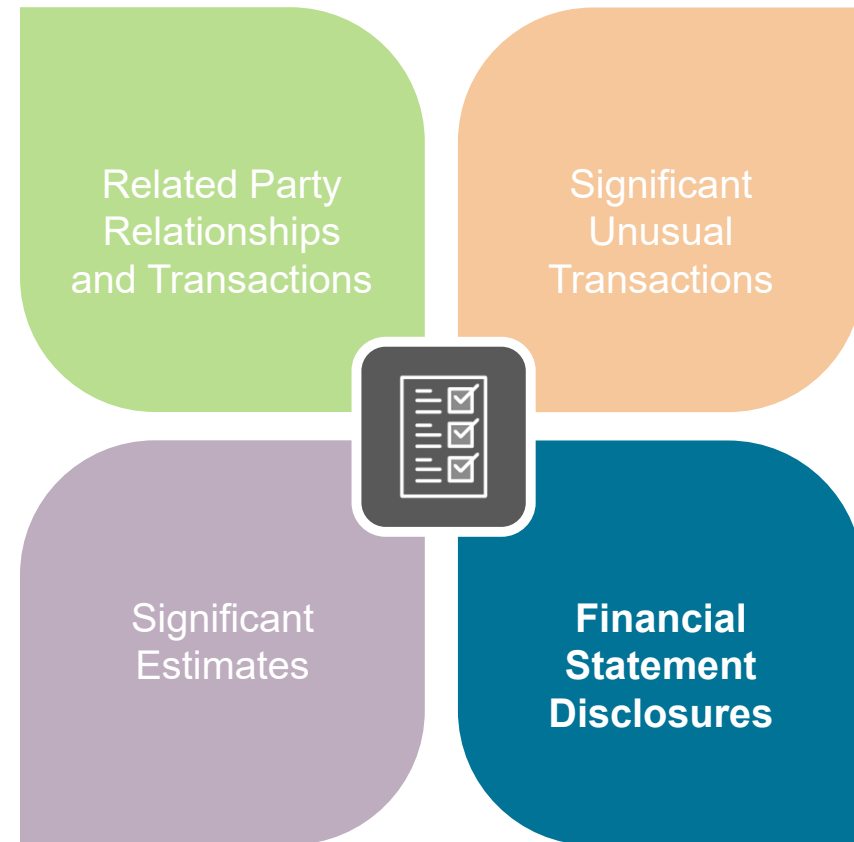 Related Party
Relationships
and Transactions
Significant
Unusual
Transactions
Significant
Estimates
Financial
Statement
Disclosures